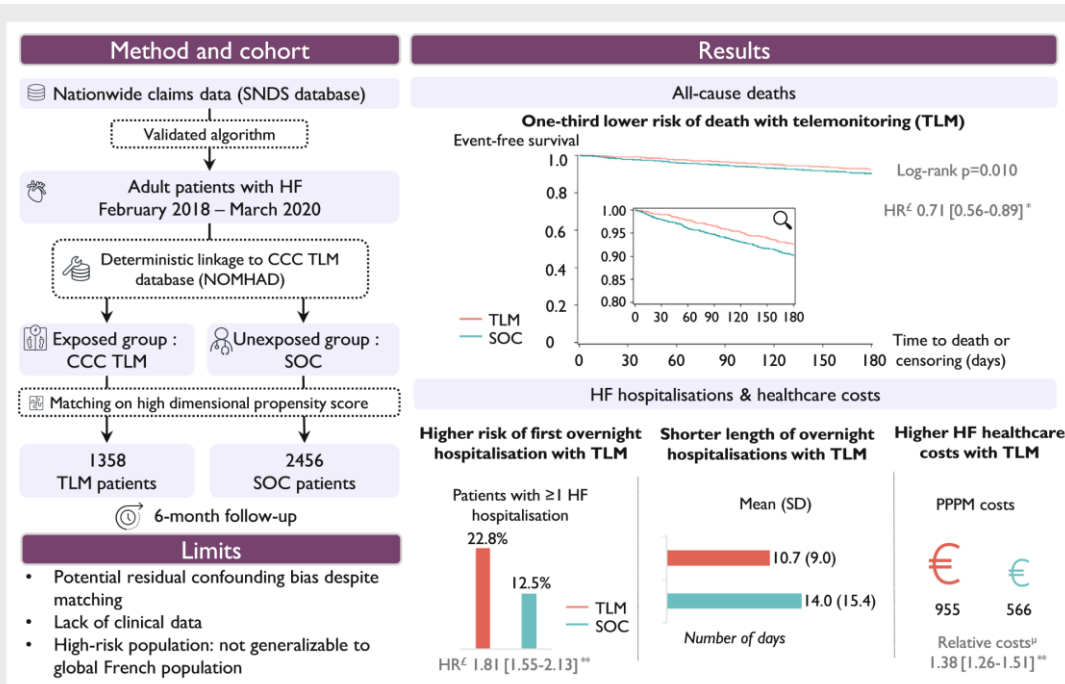 Method and cohort
Nationwide claims data (SNDS database)
Validated algorithm
Adult patients with HF
February 2018 – March 2020
Deterministic linkage to CCC TLM
database (NOMHAD)
Exposed group :
CCC TLM
Unexposed group :
SOC
Matching on high dimensional propensity score
1358
TLM patients
2456
SOC patients
6-month follow-up
Limits
• Potential residual confounding bias despite
matching
• Lack of clinical data
• High-risk population: not generalizable to
global French population
Results
All-cause deaths
One-third lower risk of death with telemonitoring (TLM)
Event-free survival
1.0
0.8
0.6
0.4
0.2
0
0 30 60 90 120 150 180
1.00
0.95
0.90
0.85
0.80
0 30 60 90 120 150 180
TLM
SOC
Log-rank p=0.010
HR£ 0.71 [0.56-0.89]*
Time to death or
censoring (days)
HF hospitalisations & healthcare costs
Higher risk of first overnight
hospitalisation with TLM
Patients with ≥1 HF
hospitalisation
22.8%
12.5%
TLM
SOC
HR£ 1.81 [1.55-2.13]**
Shorter length of overnight
hospitalisations with TLM
Mean (SD)
10.7 (9.0)
14.0 (15.4)
Number of days
Higher HF healthcare
costs with TLM
PPPM costs
€ €
955 566
Relative costsµ
1.38 [1.26-1.51]**